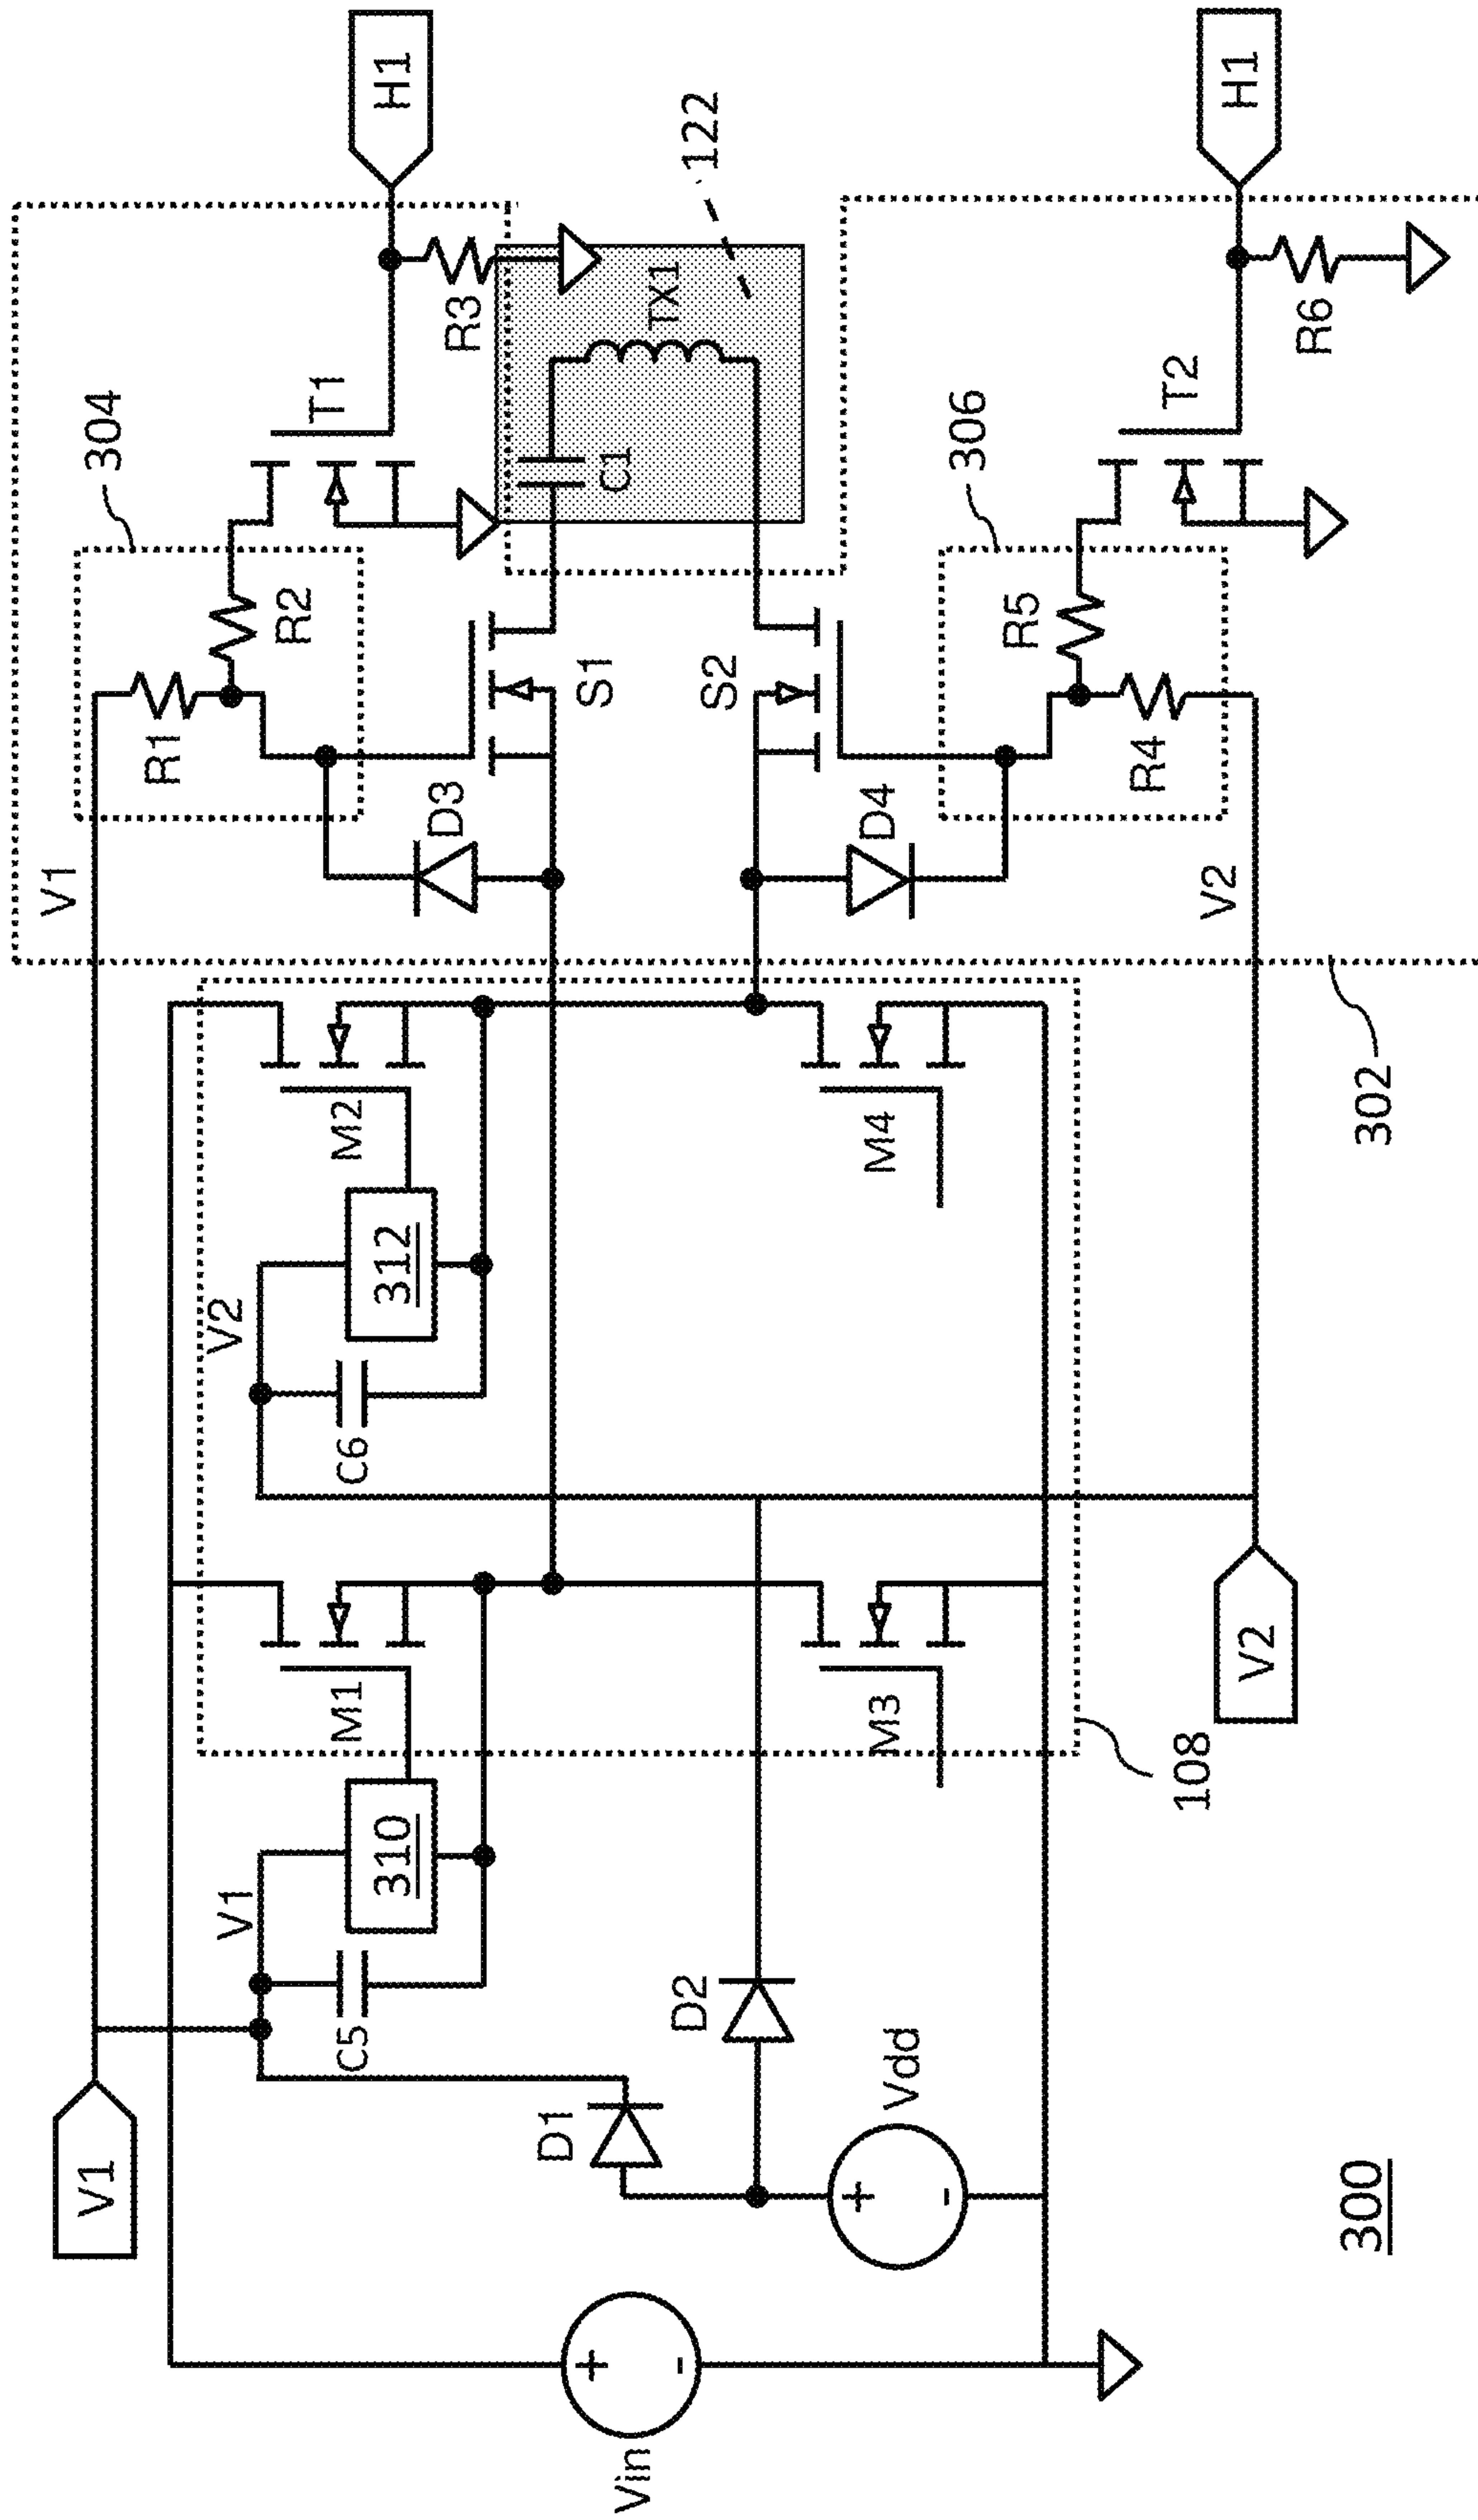 H1
H1
122
TX1
C1
R3
R6
T1
T2
304
306
R2
R5
R1
R4
S1
S2
D3
D4
V1
V2
302
M2
M4
312
V2
C6
M1
M3
108
310
V1
C5
V2
D2
D1
Vdd
+
-
V1
Vin
+
-
300